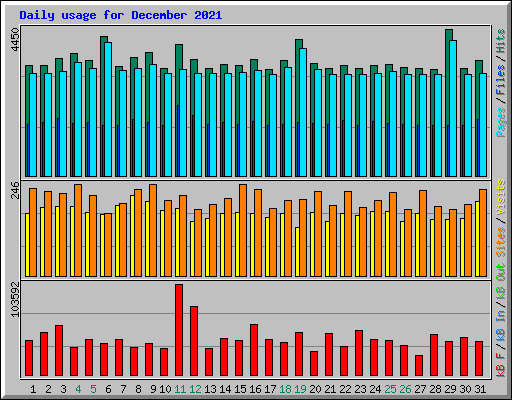 Daily usage for December 2021
4450
Pages / Files / Hits
246
Sites / Visits
103592
kB F / kB In / kB Out
1 2 3 4 5 6 7 8 9 10 11 12 13 14 15 16 17 18 19 20 21 22 23 24 25 26 27 28 29 30 31